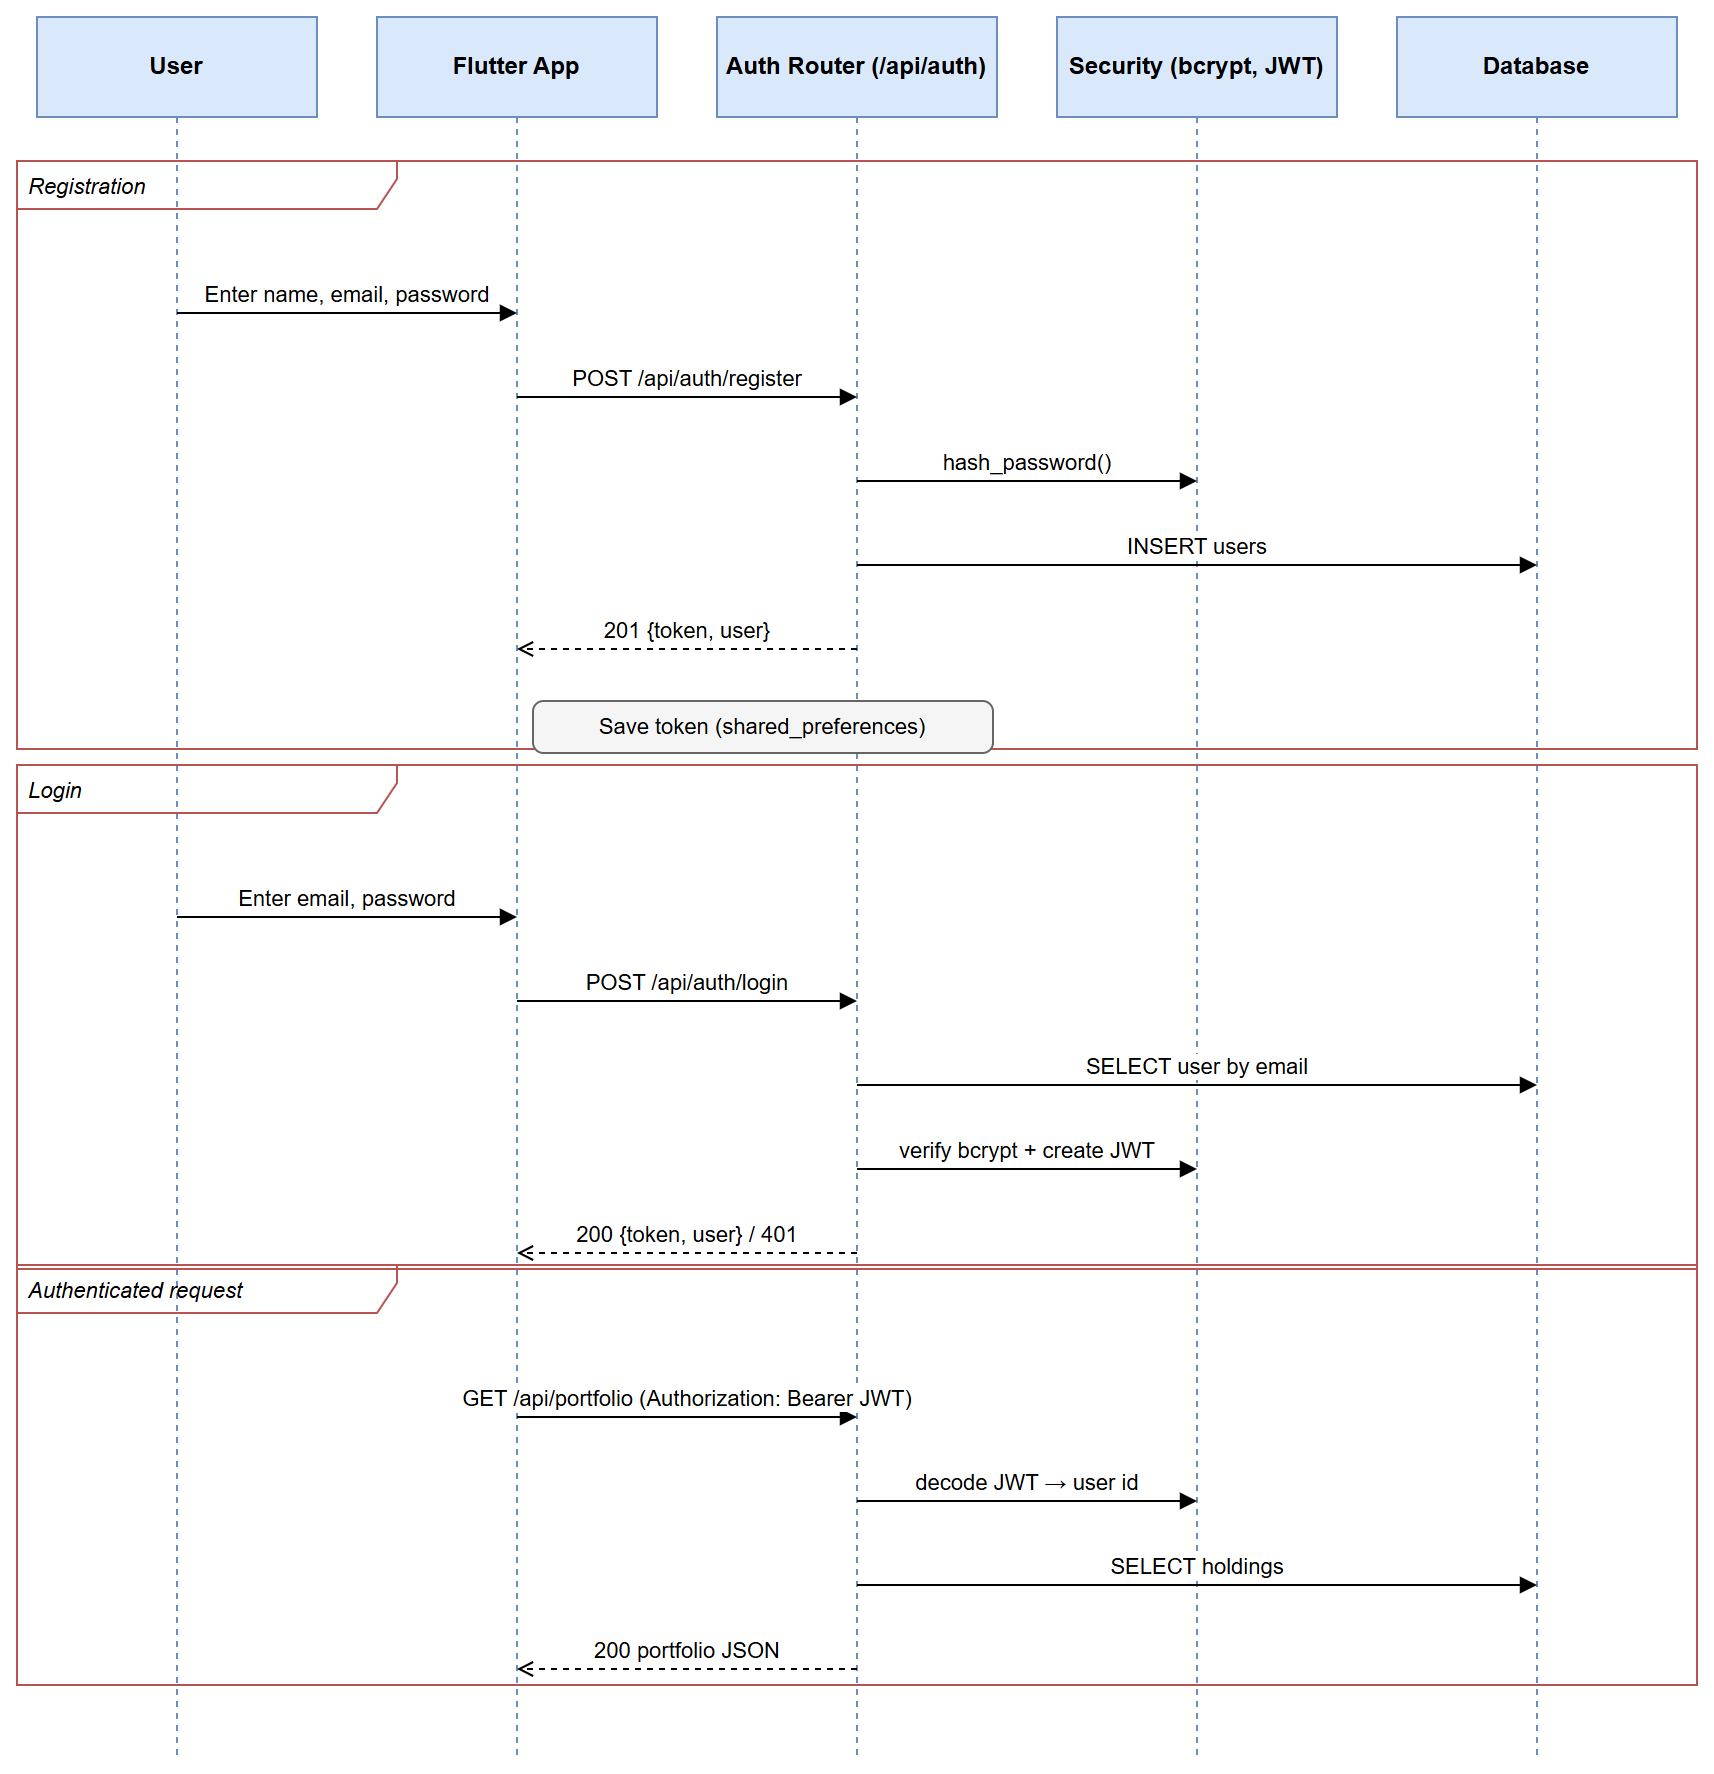 User
Flutter App
Auth Router (/api/auth)
Security (bcrypt, JWT)
Database
Registration
Enter name, email, password
POST /api/auth/register
hash_password()
INSERT users
201 {token, user}
Save token (shared_preferences)
Login
Enter email, password
POST /api/auth/login
SELECT user by email
verify bcrypt + create JWT
200 {token, user} / 401
Authenticated request
GET /api/portfolio (Authorization: Bearer JWT)
decode JWT → user id
SELECT holdings
200 portfolio JSON